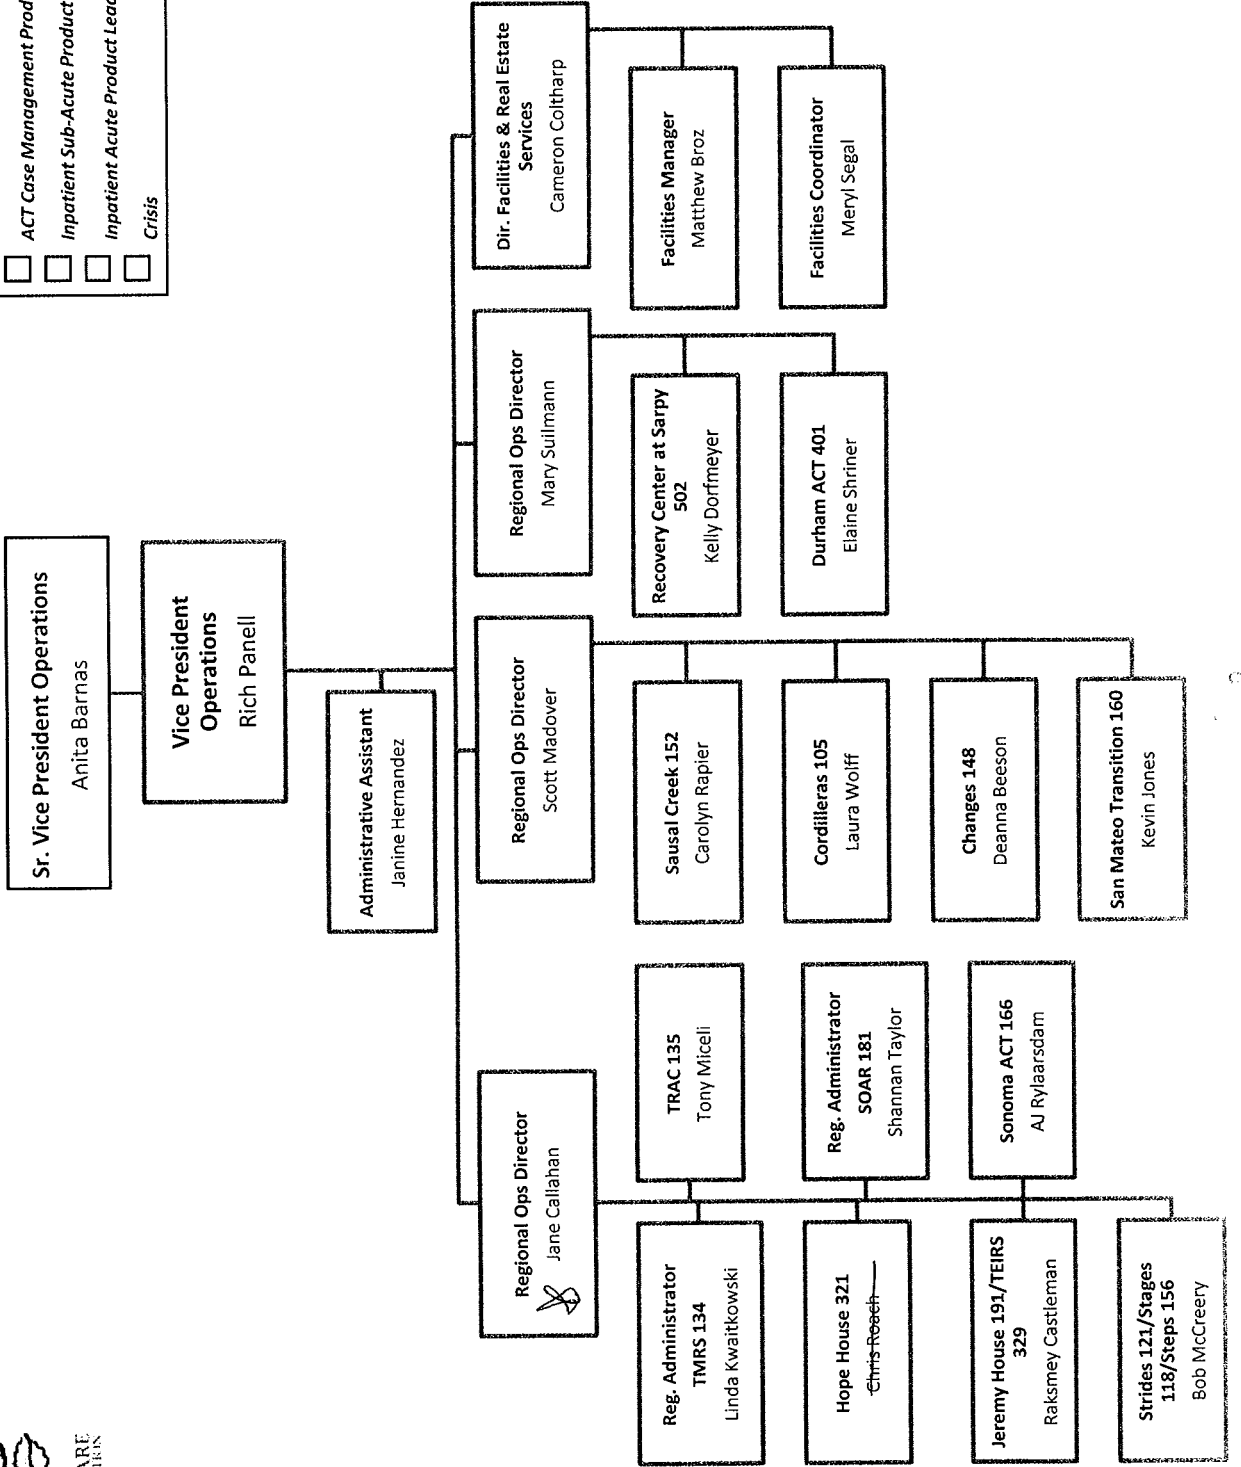 ACT Case Management Prod
Inpatient Sub-Acute Product
Inpatient Acute Product Lead
Crisis
Sr. Vice President Operations
Anita Barnas
Vice President
Operations
Rich Panell
Administrative Assistant
Janine Hernandez
Regional Ops Director
Jane Callahan
Regional Ops Director
Scott Madover
Regional Ops Director
Mary Suilmann
Dir. Facilities & Real Estate
Services
Cameron Coltharp
Reg. Administrator
TMRS 134
Linda Kwaitkowski
TRAC 135
Tony Miceli
Hope House 321
Chris Roach
Reg. Administrator
SOAR 181
Shannan Taylor
Jeremy House 191/TEIRS
329
Raksmey Castleman
Sonoma ACT 166
AJ Rylaarsdam
Strides 121/Stages
118/Steps 156
Bob McCreery
Sausal Creek 152
Carolyn Rapier
Cordilleras 105
Laura Wolff
Changes 148
Deanna Beeson
San Mateo Transition 160
Kevin Jones
Recovery Center at Sarpy
502
Kelly Dorfmeyer
Durham ACT 401
Elaine Shriner
Facilities Manager
Matthew Broz
Facilities Coordinator
Meryl Segal
ARE